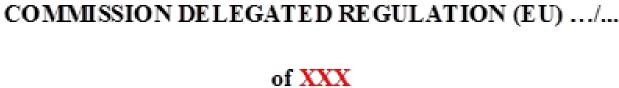 COMMISSION DELEGATED REGULATION (EU) …/...
of XXX